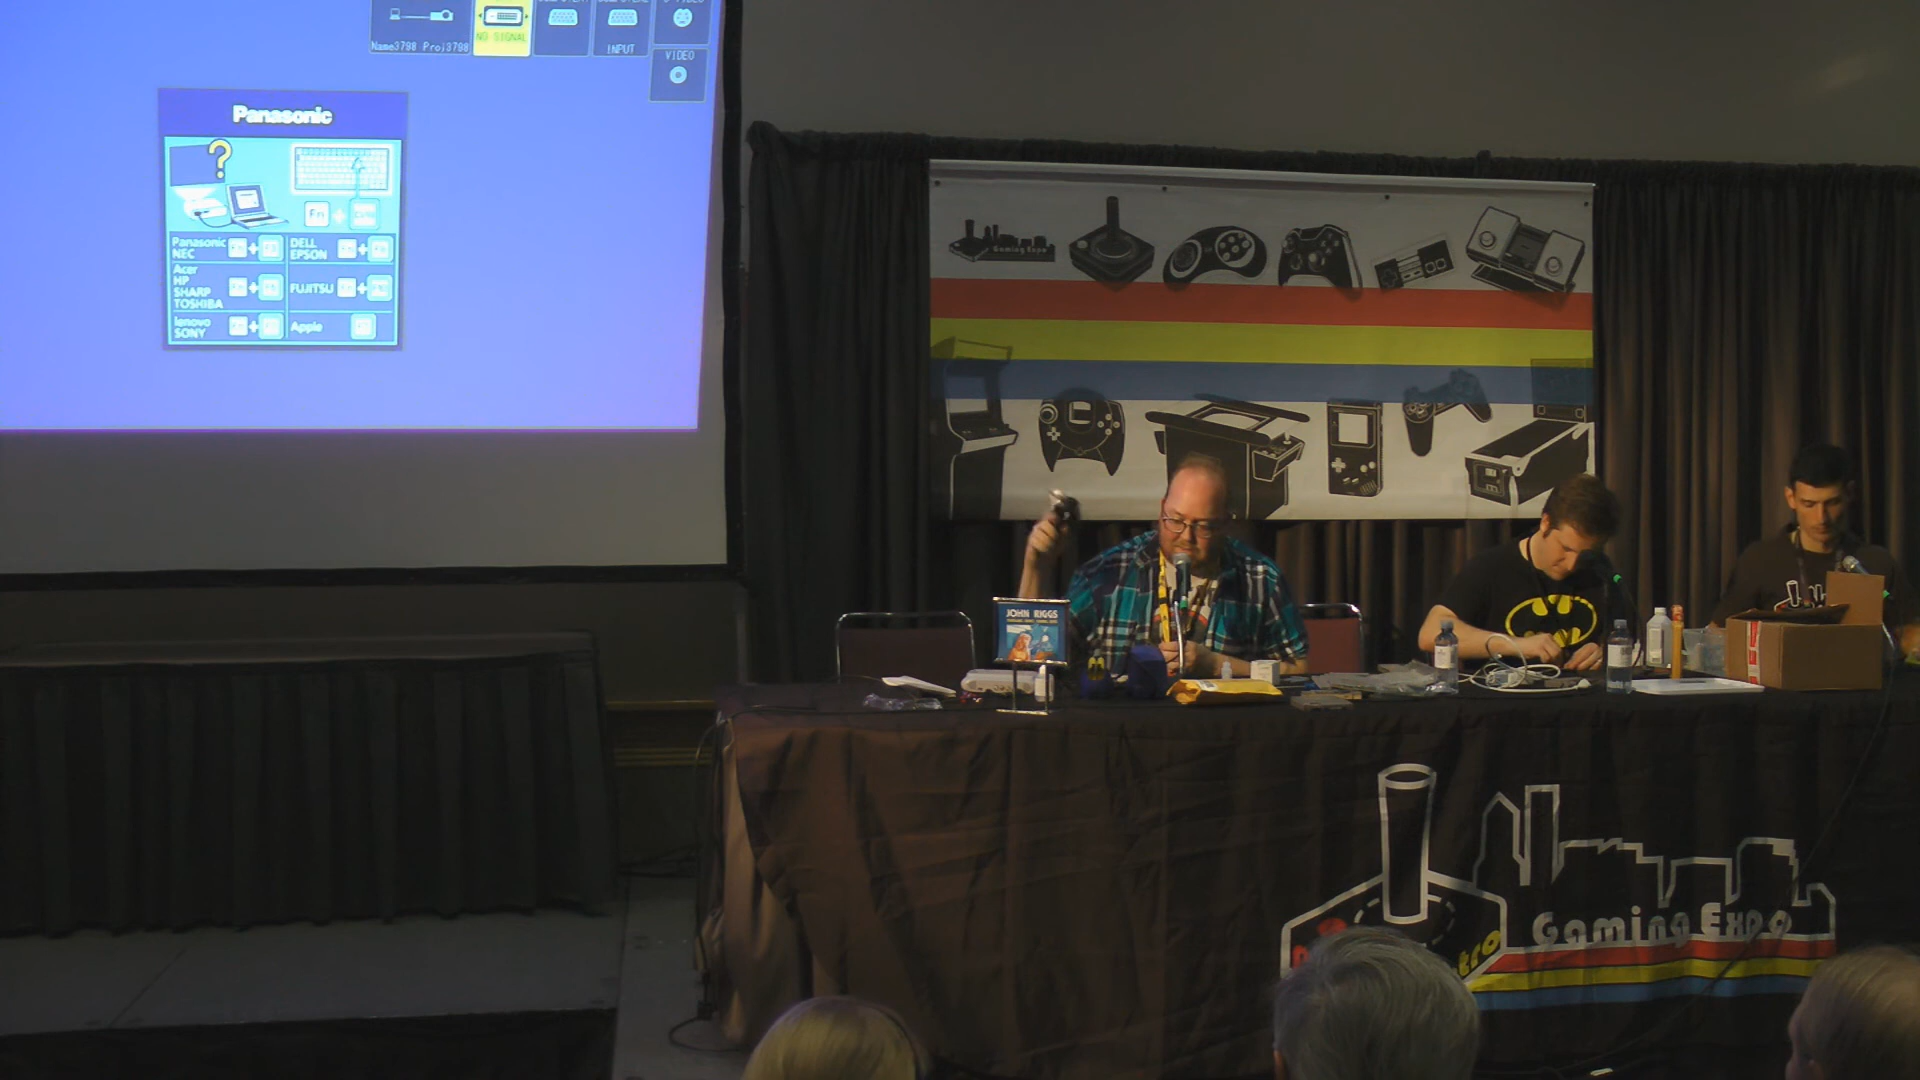 Name3798 Proj3798
NO SIGNAL
INPUT
VIDEO
Panasonic
?
Fn +
Panasonic
NEC
+
DELL
EPSON
+
Acer
HP
SHARP
TOSHIBA
+
FUJITSU
+
lenovo
SONY
+
Apple
Gaming Expo
JOHN RIGGS
tro
Gaming Expo